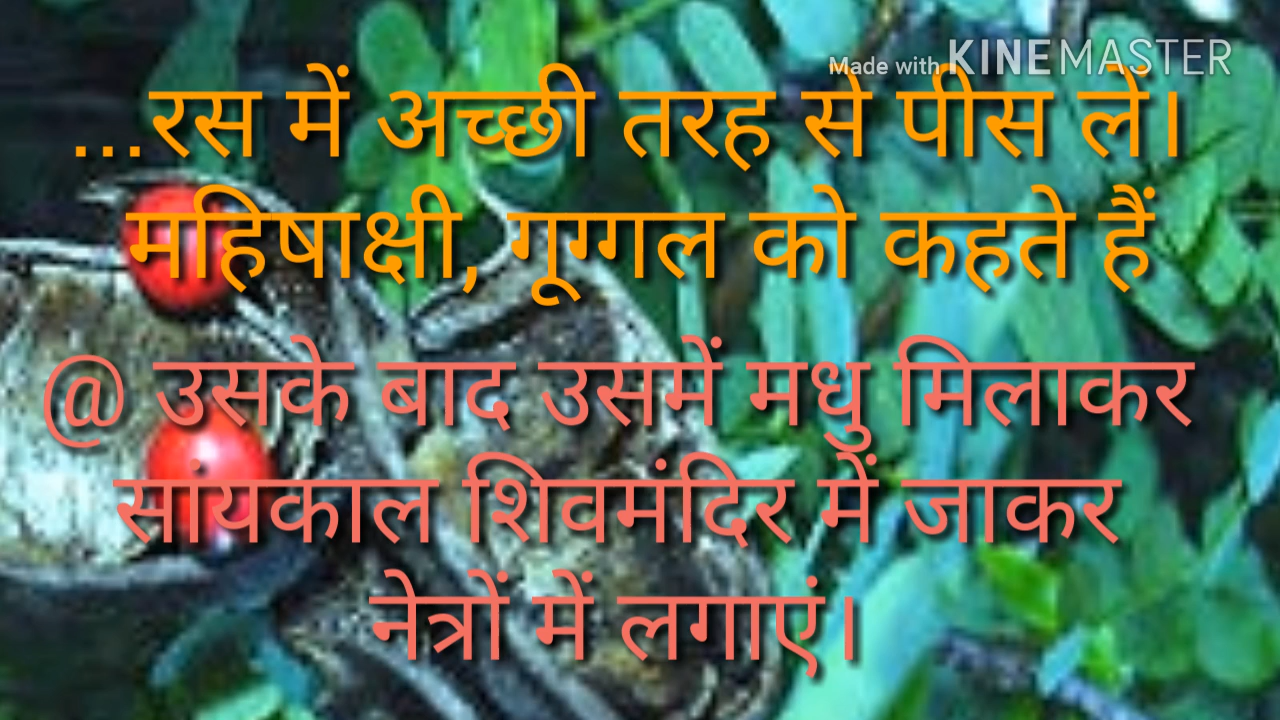 Made with KINEMASTER
...रस में अच्छी तरह से पीस लें।
महिषाक्षी, गूग्गल को कहते हैं
@ उसके बाद उसमें मधु मिलाकर
सांयकाल शिवमंदिर में जाकर
नेत्रों में लगाएं।